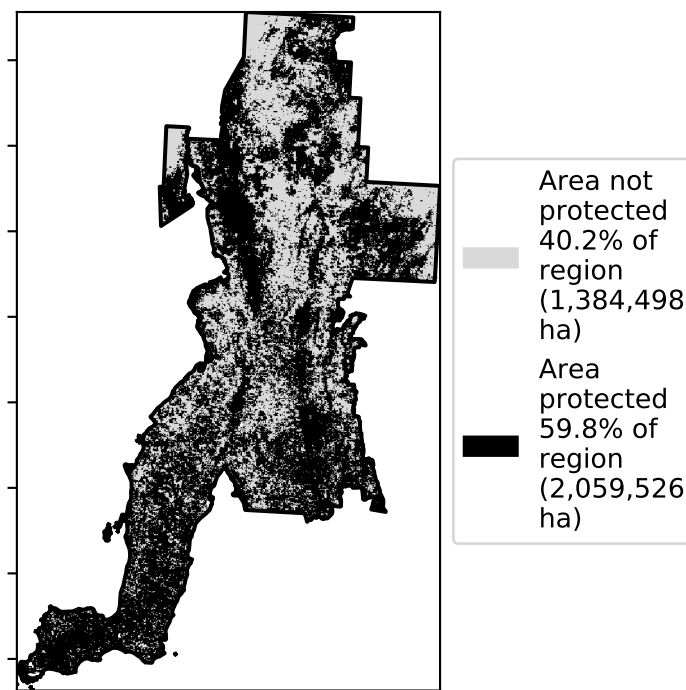 Area not
protected
40.2% of
region
(1,384,498
ha)
Area
protected
59.8% of
region
(2,059,526
ha)